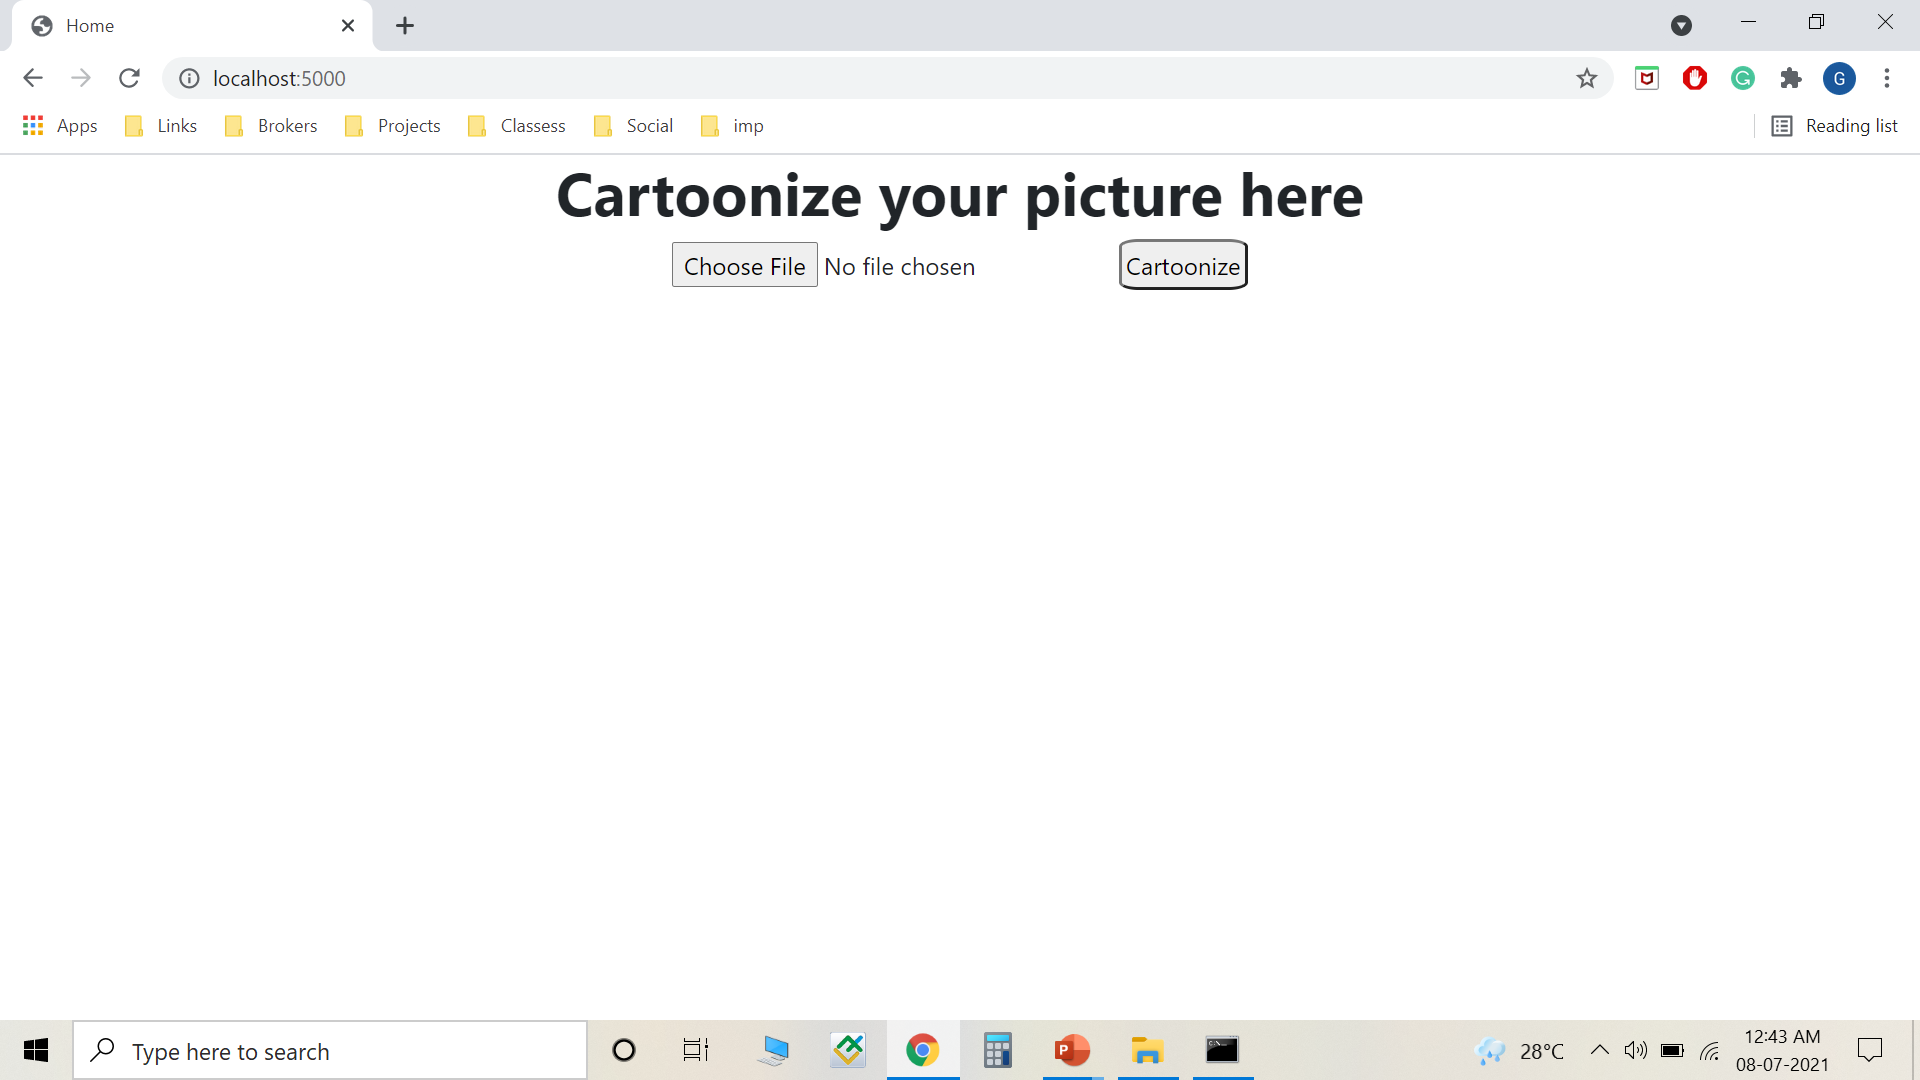 Home
localhost:5000
G
Apps Links Brokers Projects Classess Social imp Reading list
Cartoonize your picture here
Choose File No file chosen Cartoonize
Type here to search
P
28°C
12:43 AM
08-07-2021